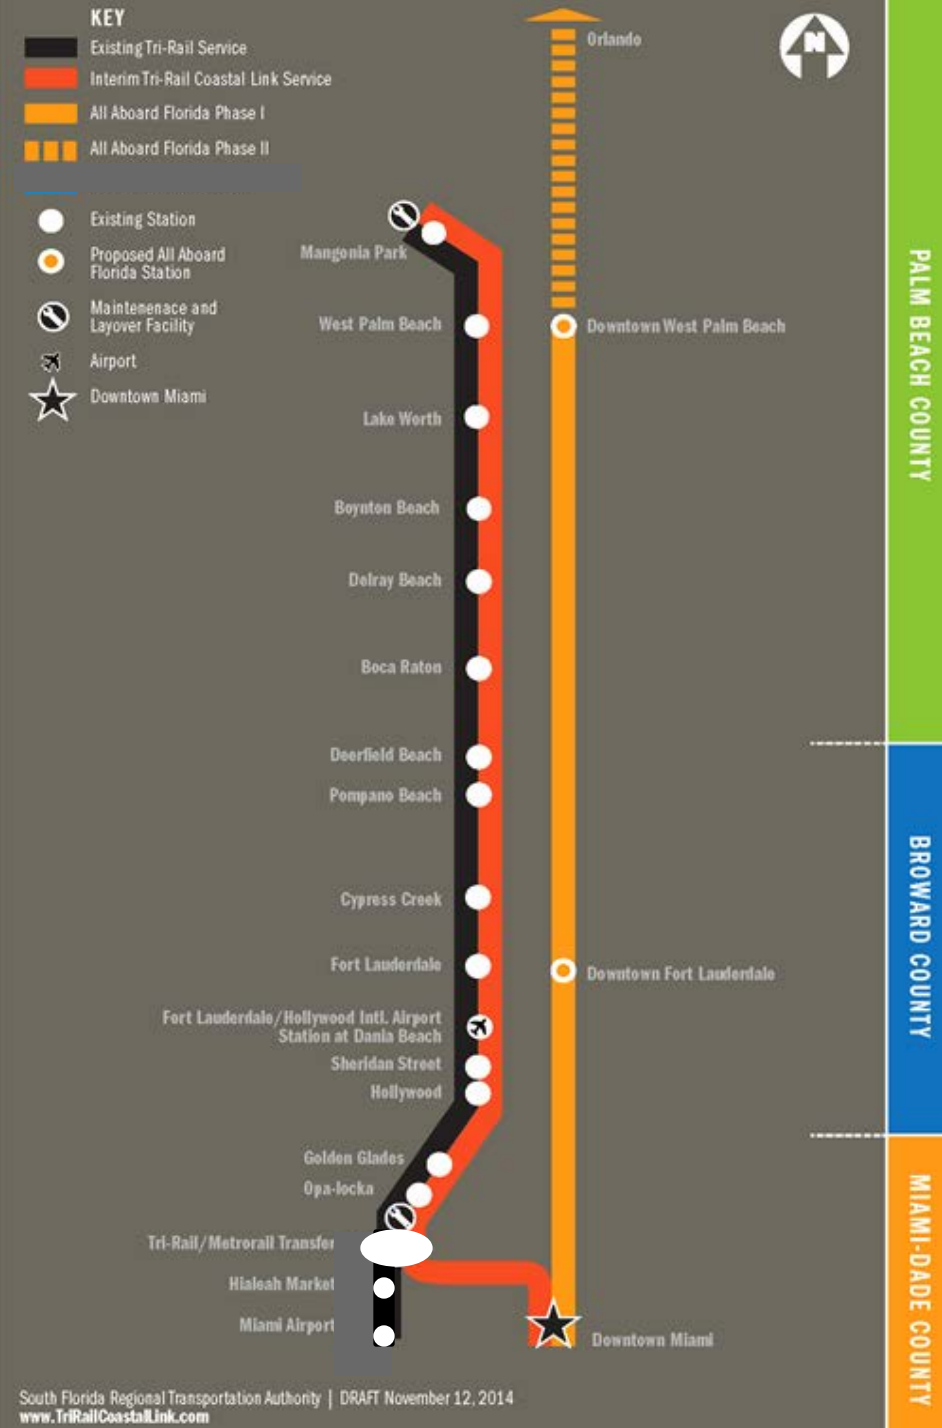 KEY
Existing Tri-Rail Service
Interim Tri-Rail Coastal Link Service
All Aboard Florida Phase I
All Aboard Florida Phase II
Existing Station
Proposed All Aboard
Florida Station
Maintenenace and
Layover Facility
Airport
Downtown Miami
Orlando
N
Mangonia Park
West Palm Beach
Downtown West Palm Beach
Lake Worth
Boynton Beach
Delray Beach
Boca Raton
Deerfield Beach
Pompano Beach
Cypress Creek
Fort Lauderdale
Downtown Fort Lauderdale
Fort Lauderdale/Hollywood Intl. Airport
Station at Dania Beach
Sheridan Street
Hollywood
Golden Glades
Opa-locka
Tri-Rail/Metrorail Transfer
Hialeah Market
Miami Airport
Downtown Miami
PALM BEACH COUNTY
BROWARD COUNTY
MIAMI-DADE COUNTY
South Florida Regional Transportation Authority | DRAFT November 12, 2014
www.TriRailCoastalLink.com